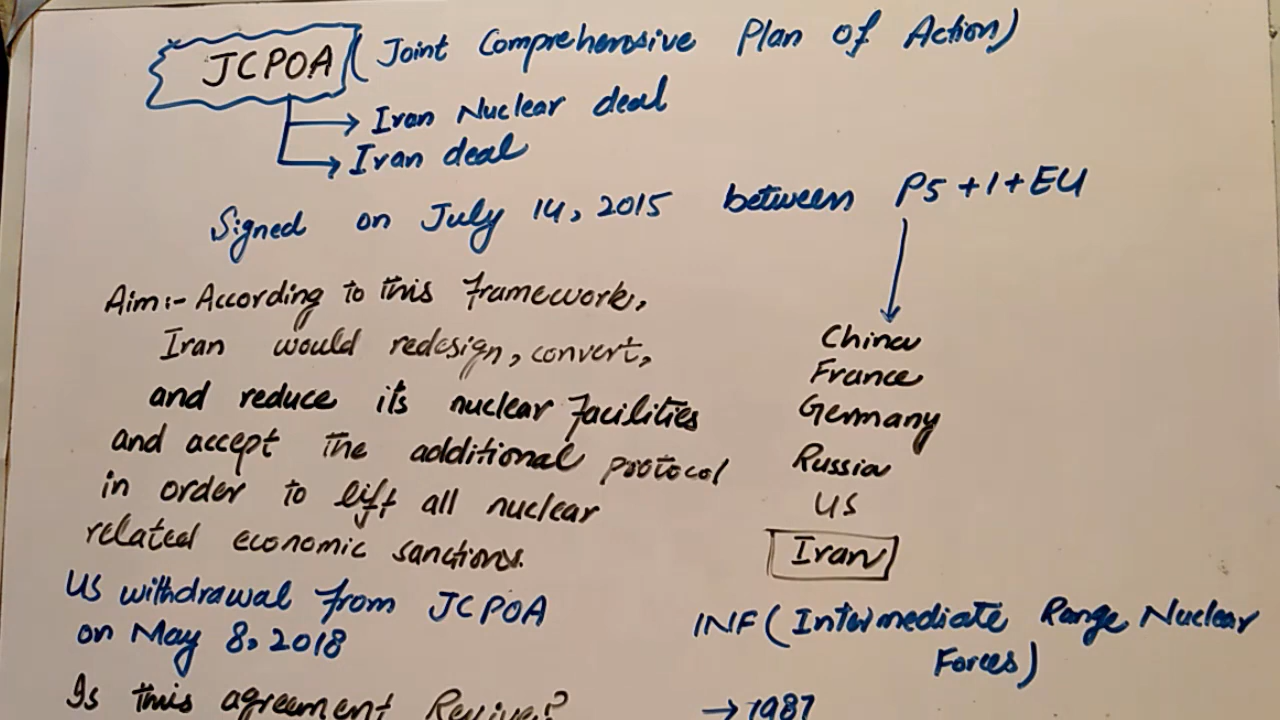 JCPOA (Joint Comprehensive Plan of Action)
→ Iran Nuclear deal
→ Iran deal
Signed on July 14, 2015 between P5+1+EU
Aim:- According to this framework,
Iran would redesign, convert,
and reduce its nuclear facilities
and accept the additional protocol
in order to lift all nuclear
related economic sanctions.
China
France
Germany
Russia
US
Iran
US withdrawal from JCPOA
on May 8, 2018
Is this agreement Revive?
INF (Intermediate Range Nuclear
Forces)
→ 1987